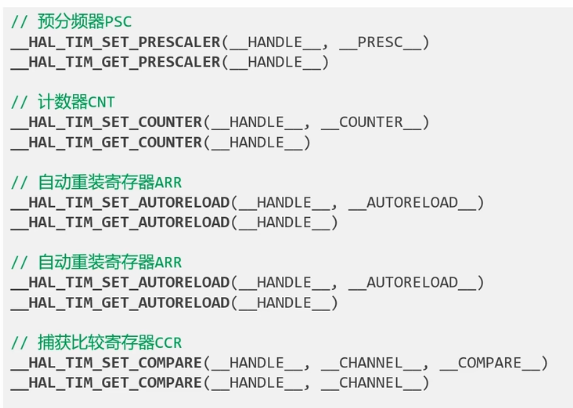 // 预分频器PSC
__HAL_TIM_SET_PRESCALER(__HANDLE__, __PRESC__)
__HAL_TIM_GET_PRESCALER(__HANDLE__)
// 计数器CNT
__HAL_TIM_SET_COUNTER(__HANDLE__, __COUNTER__)
__HAL_TIM_GET_COUNTER(__HANDLE__)
// 自动重装寄存器ARR
__HAL_TIM_SET_AUTORELOAD(__HANDLE__, __AUTORELOAD__)
__HAL_TIM_GET_AUTORELOAD(__HANDLE__)
// 自动重装寄存器ARR
__HAL_TIM_SET_AUTORELOAD(__HANDLE__, __AUTORELOAD__)
__HAL_TIM_GET_AUTORELOAD(__HANDLE__)
// 捕获比较寄存器CCR
__HAL_TIM_SET_COMPARE(__HANDLE__, __CHANNEL__, __COMPARE__)
__HAL_TIM_GET_COMPARE(__HANDLE__, __CHANNEL__)